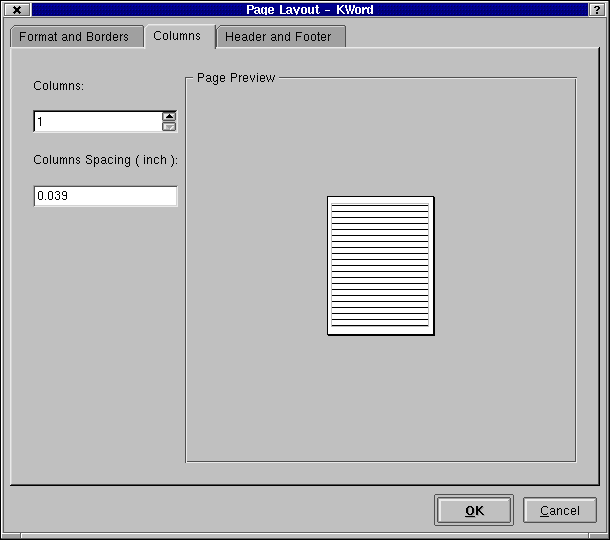 Page Layout - KWord
?
Format and Borders
Columns
Header and Footer
Columns:
1
Columns Spacing ( inch ):
0.039
Page Preview
OK
Cancel